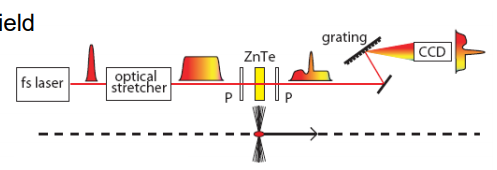 ield
grating
ZnTe
CCD
fs laser
optical
stretcher
P
P